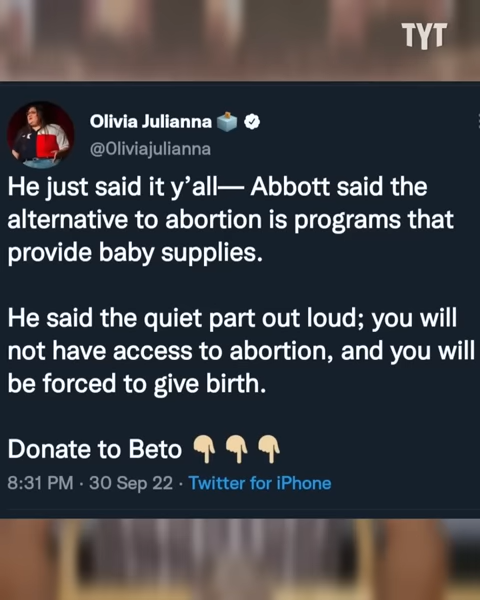 TYT
Olivia Julianna
@Oliviajulianna
He just said it y’all— Abbott said the
alternative to abortion is programs that
provide baby supplies.
He said the quiet part out loud; you will
not have access to abortion, and you will
be forced to give birth.
Donate to Beto 👇🏼👇🏼👇🏼
8:31 PM · 30 Sep 22 · Twitter for iPhone